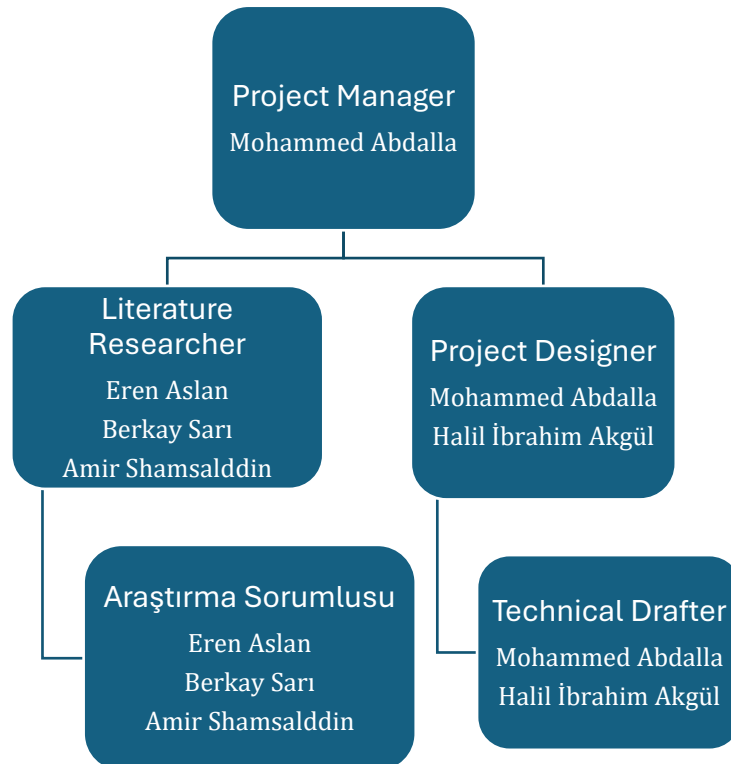 Project Manager
Mohammed Abdalla
Literature
Researcher
Eren Aslan
Berkay Sarı
Amir Shamsalddin
Project Designer
Mohammed Abdalla
Halil İbrahim Akgül
Araştırma Sorumlusu
Eren Aslan
Berkay Sarı
Amir Shamsalddin
Technical Drafter
Mohammed Abdalla
Halil İbrahim Akgül